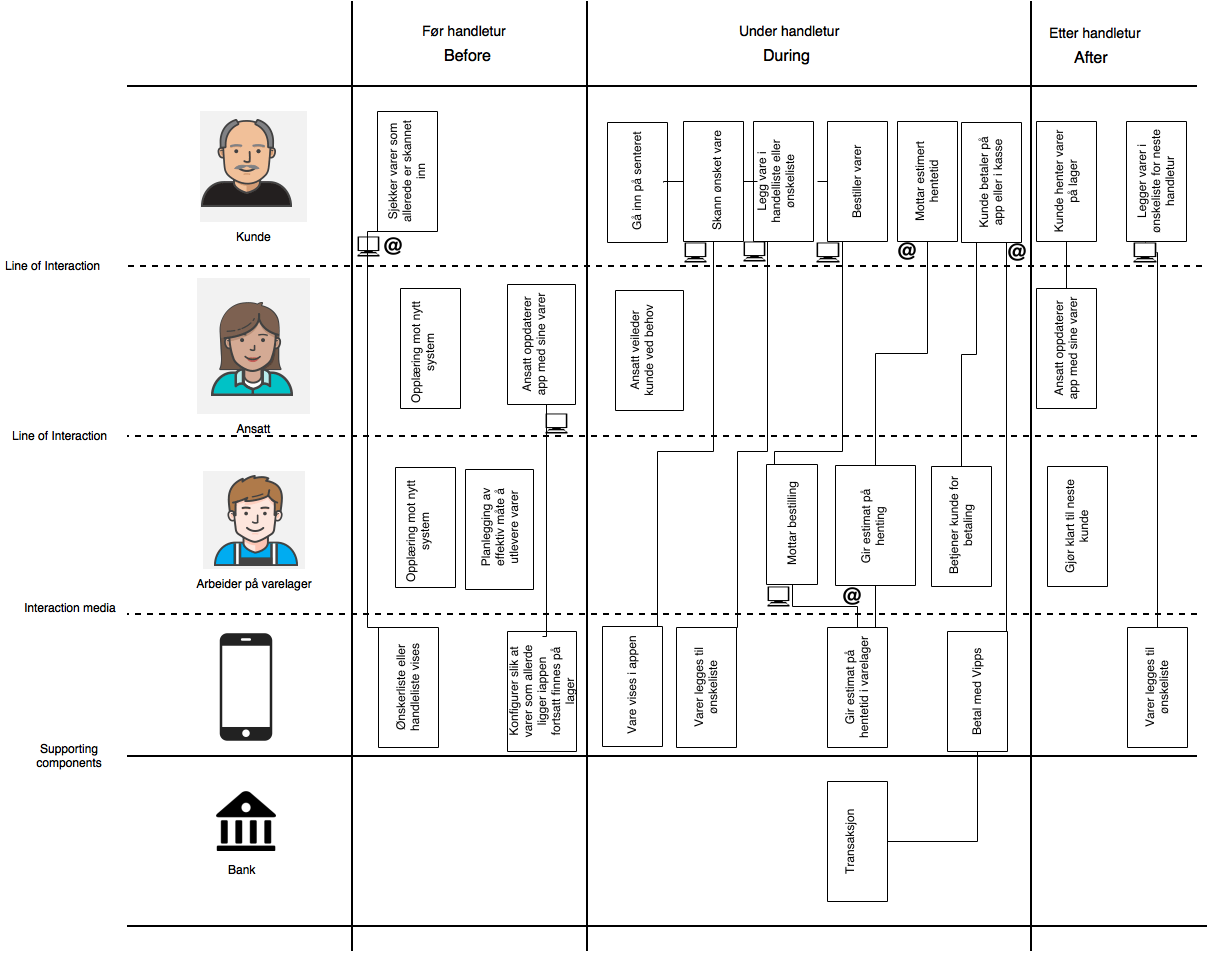 Før handletur
Before
Under handletur
During
Etter handletur
After
Kunde
Sjekker varer som
allerede er skannet
inn
@
Gå inn på senteret
Skann ønsket vare
Legg vare i
handelliste eller
ønskeliste
Bestiller varer
Mottar estimert
hentetid
@
Kunde betaler på
app eller i kasse
@
Kunde henter varer
på lager
Legger varer i
ønskeliste for neste
handletur
Line of Interaction
Ansatt
Opplæring mot nytt
system
Ansatt oppdaterer
app med sine varer
Ansatt veileder
kunde ved behov
Ansatt oppdaterer
app med sine varer
Line of Interaction
Arbeider på varelager
Opplæring mot nytt
system
Planlegging av
effektiv måte å
utlevere varer
Mottar bestilling
Gir estimat på
henting
@
Betjener kunde for
betaling
Gjør klart til neste
kunde
Interaction media
Ønskerliste eller
handleliste vises
Konfigurer slik at
varer som allerde
ligger iappen
fortsatt finnes på
lager
Vare vises i appen
Varer legges til
ønskeliste
Gir estimat på
hentetid i varelager
Betal med Vipps
Varer legges til
ønskeliste
Supporting
components
Bank
Transaksjon